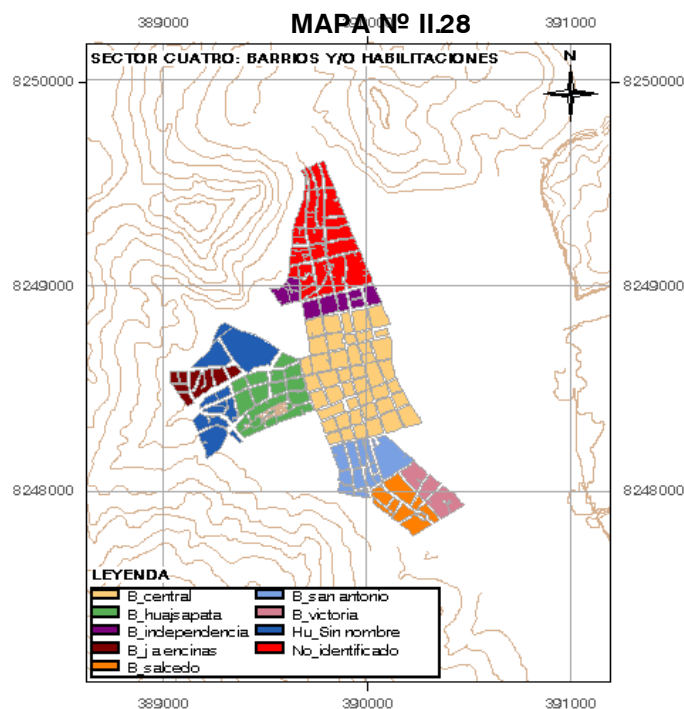 MAPA Nº II.28
389000 390000 391000
SECTOR CUATRO: BARRIOS Y/O HABILITACIONES
N
8250000 8250000
8249000 8249000
8248000 8248000
LEYENDA
B_central
B_huajsapata
B_independencia
B_j a encinas
B_salcedo
B_san antonio
B_victoria
Hu_Sin nombre
No_identificado
389000 390000 391000